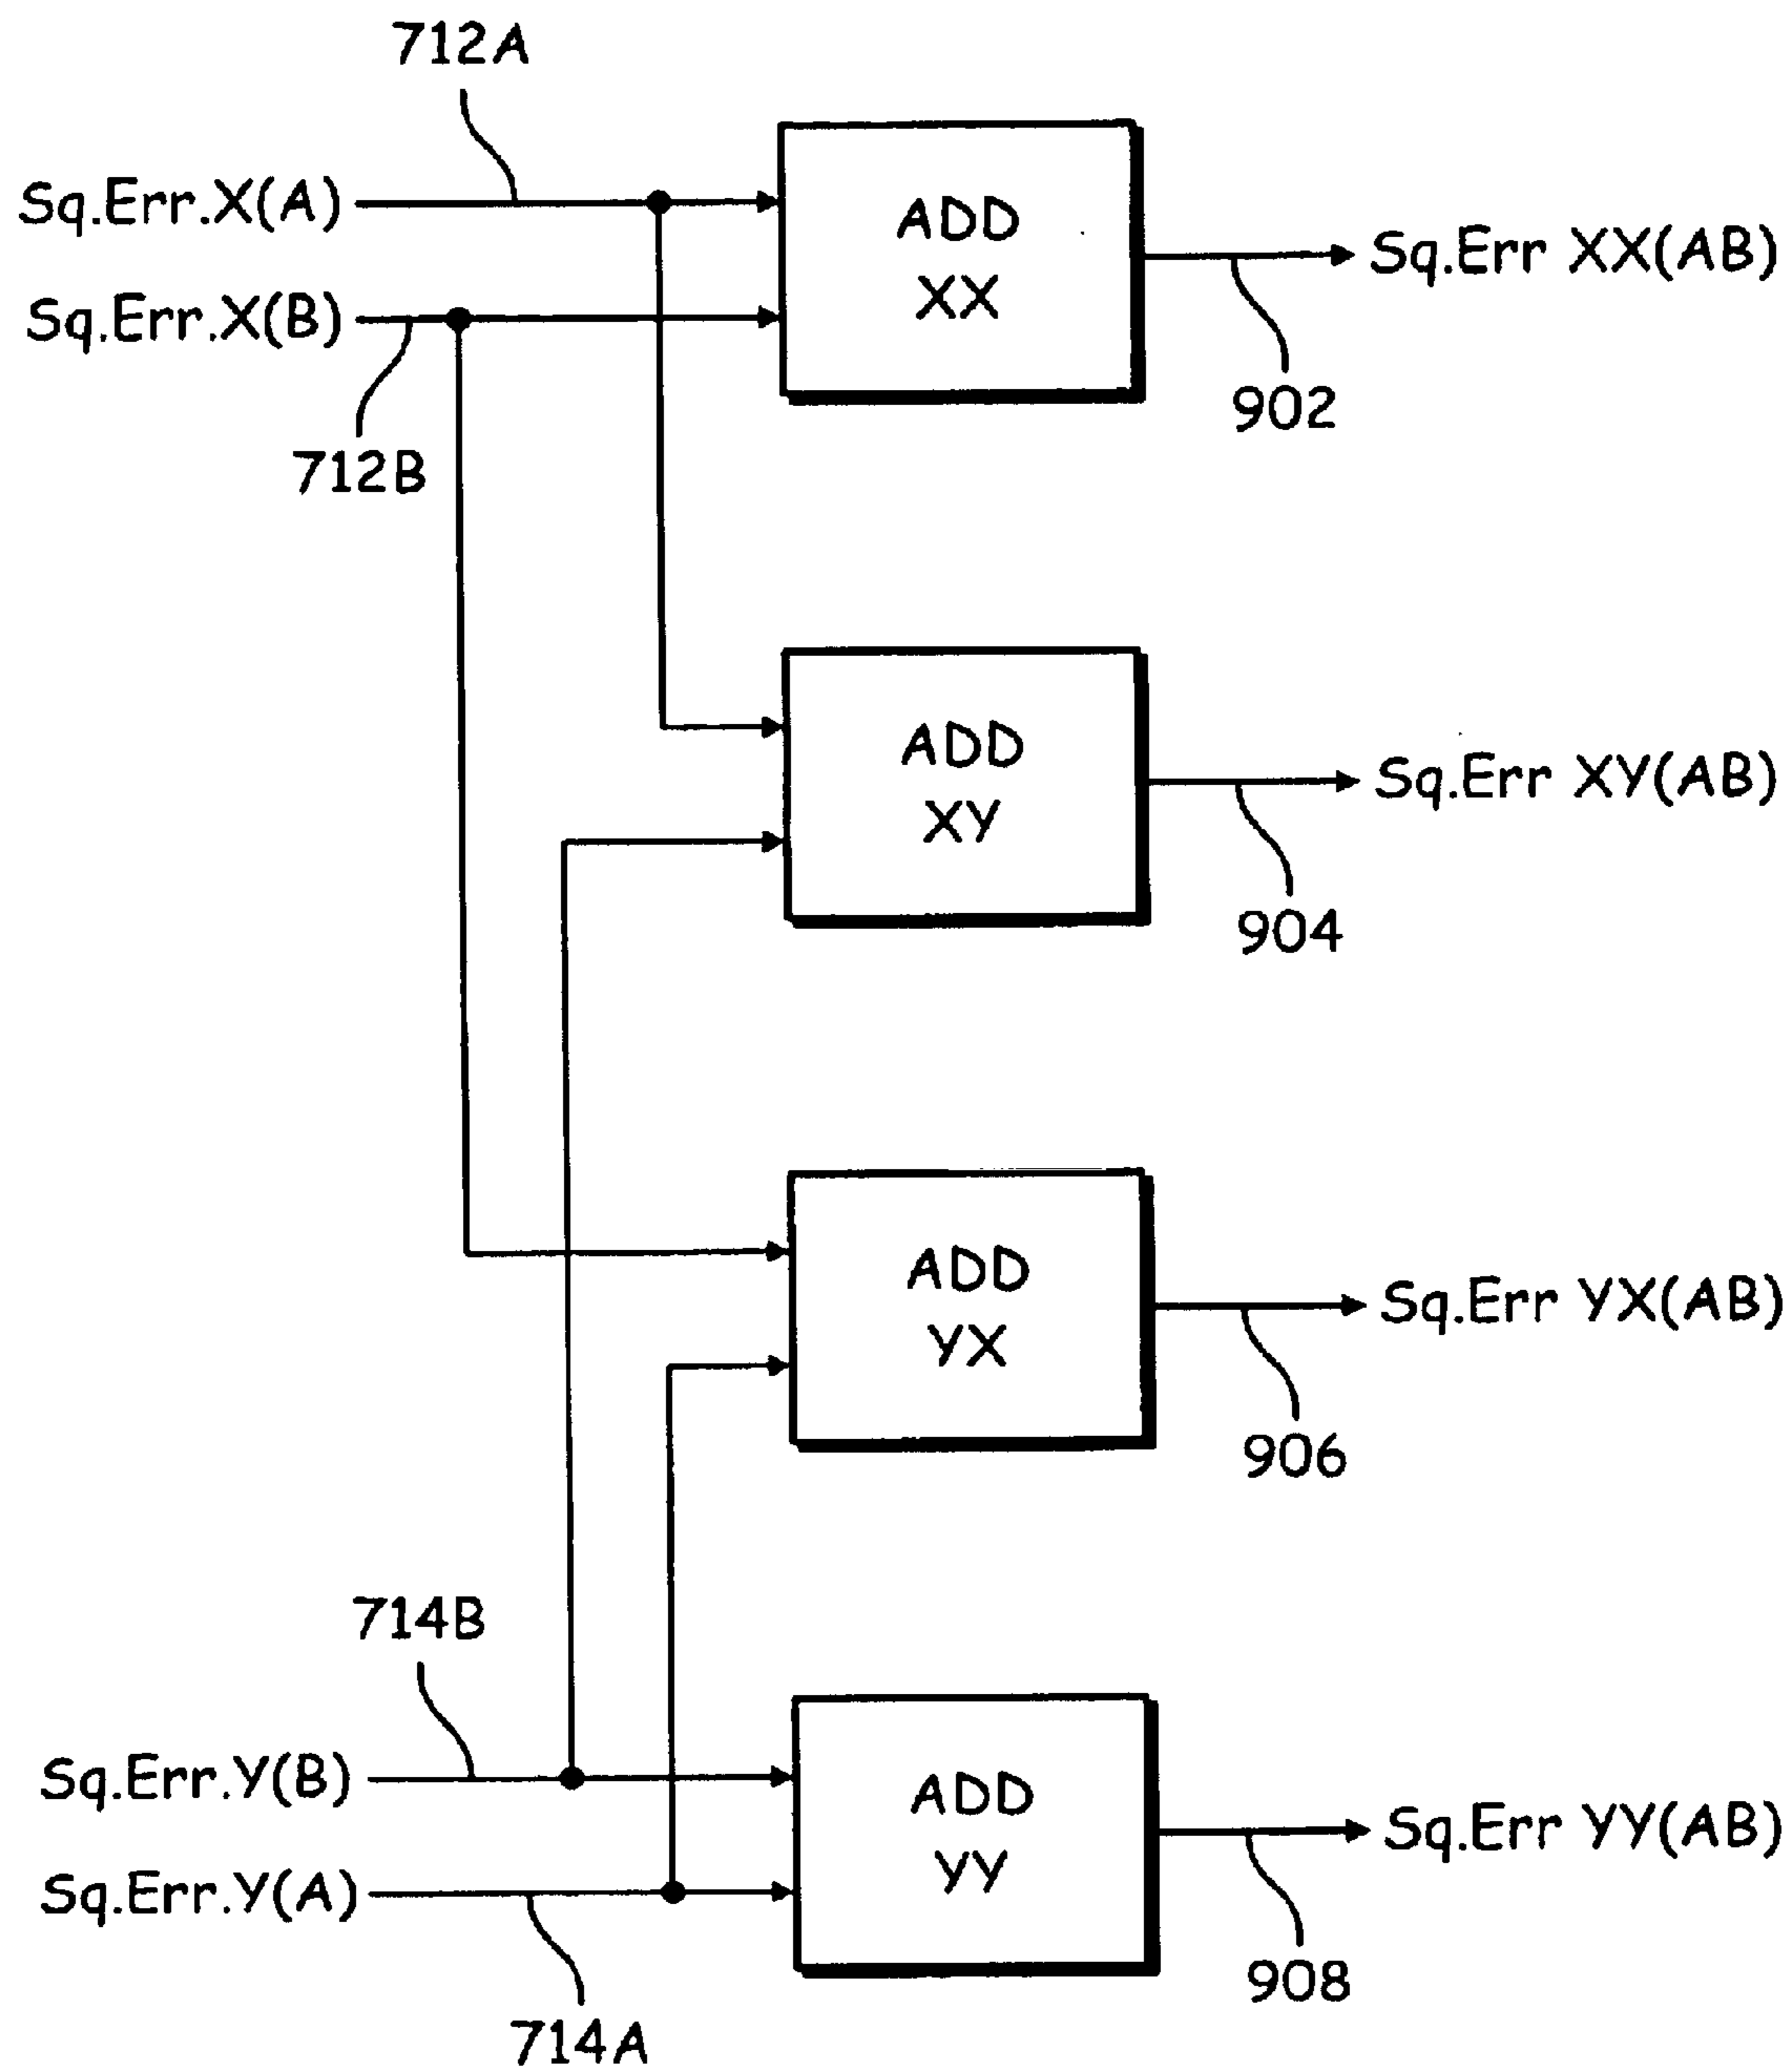 712A
Sq.Err.X(A)
Sq.Err.X(B)
712B
ADD
XX
Sq.Err XX(AB)
902
ADD
XY
Sq.Err XY(AB)
904
ADD
YX
Sq.Err YX(AB)
906
714B
Sq.Err.Y(B)
Sq.Err.Y(A)
714A
ADD
YY
Sq.Err YY(AB)
908